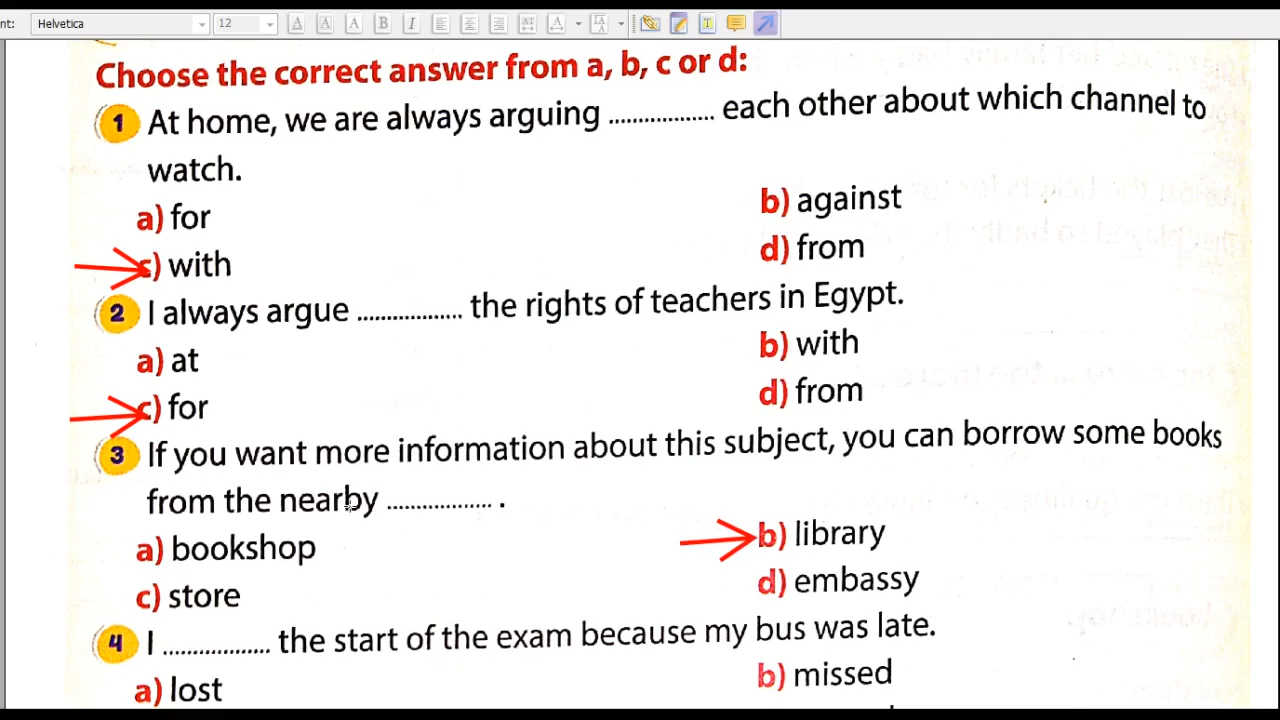 nt: Helvetica 12
Choose the correct answer from a, b, c or d:
1 At home, we are always arguing .................. each other about which channel to
watch.
a) for b) against
c) with d) from
2 I always argue .................. the rights of teachers in Egypt.
a) at b) with
c) for d) from
3 If you want more information about this subject, you can borrow some books
from the nearby .................. .
a) bookshop b) library
c) store d) embassy
4 I .................. the start of the exam because my bus was late.
a) lost b) missed